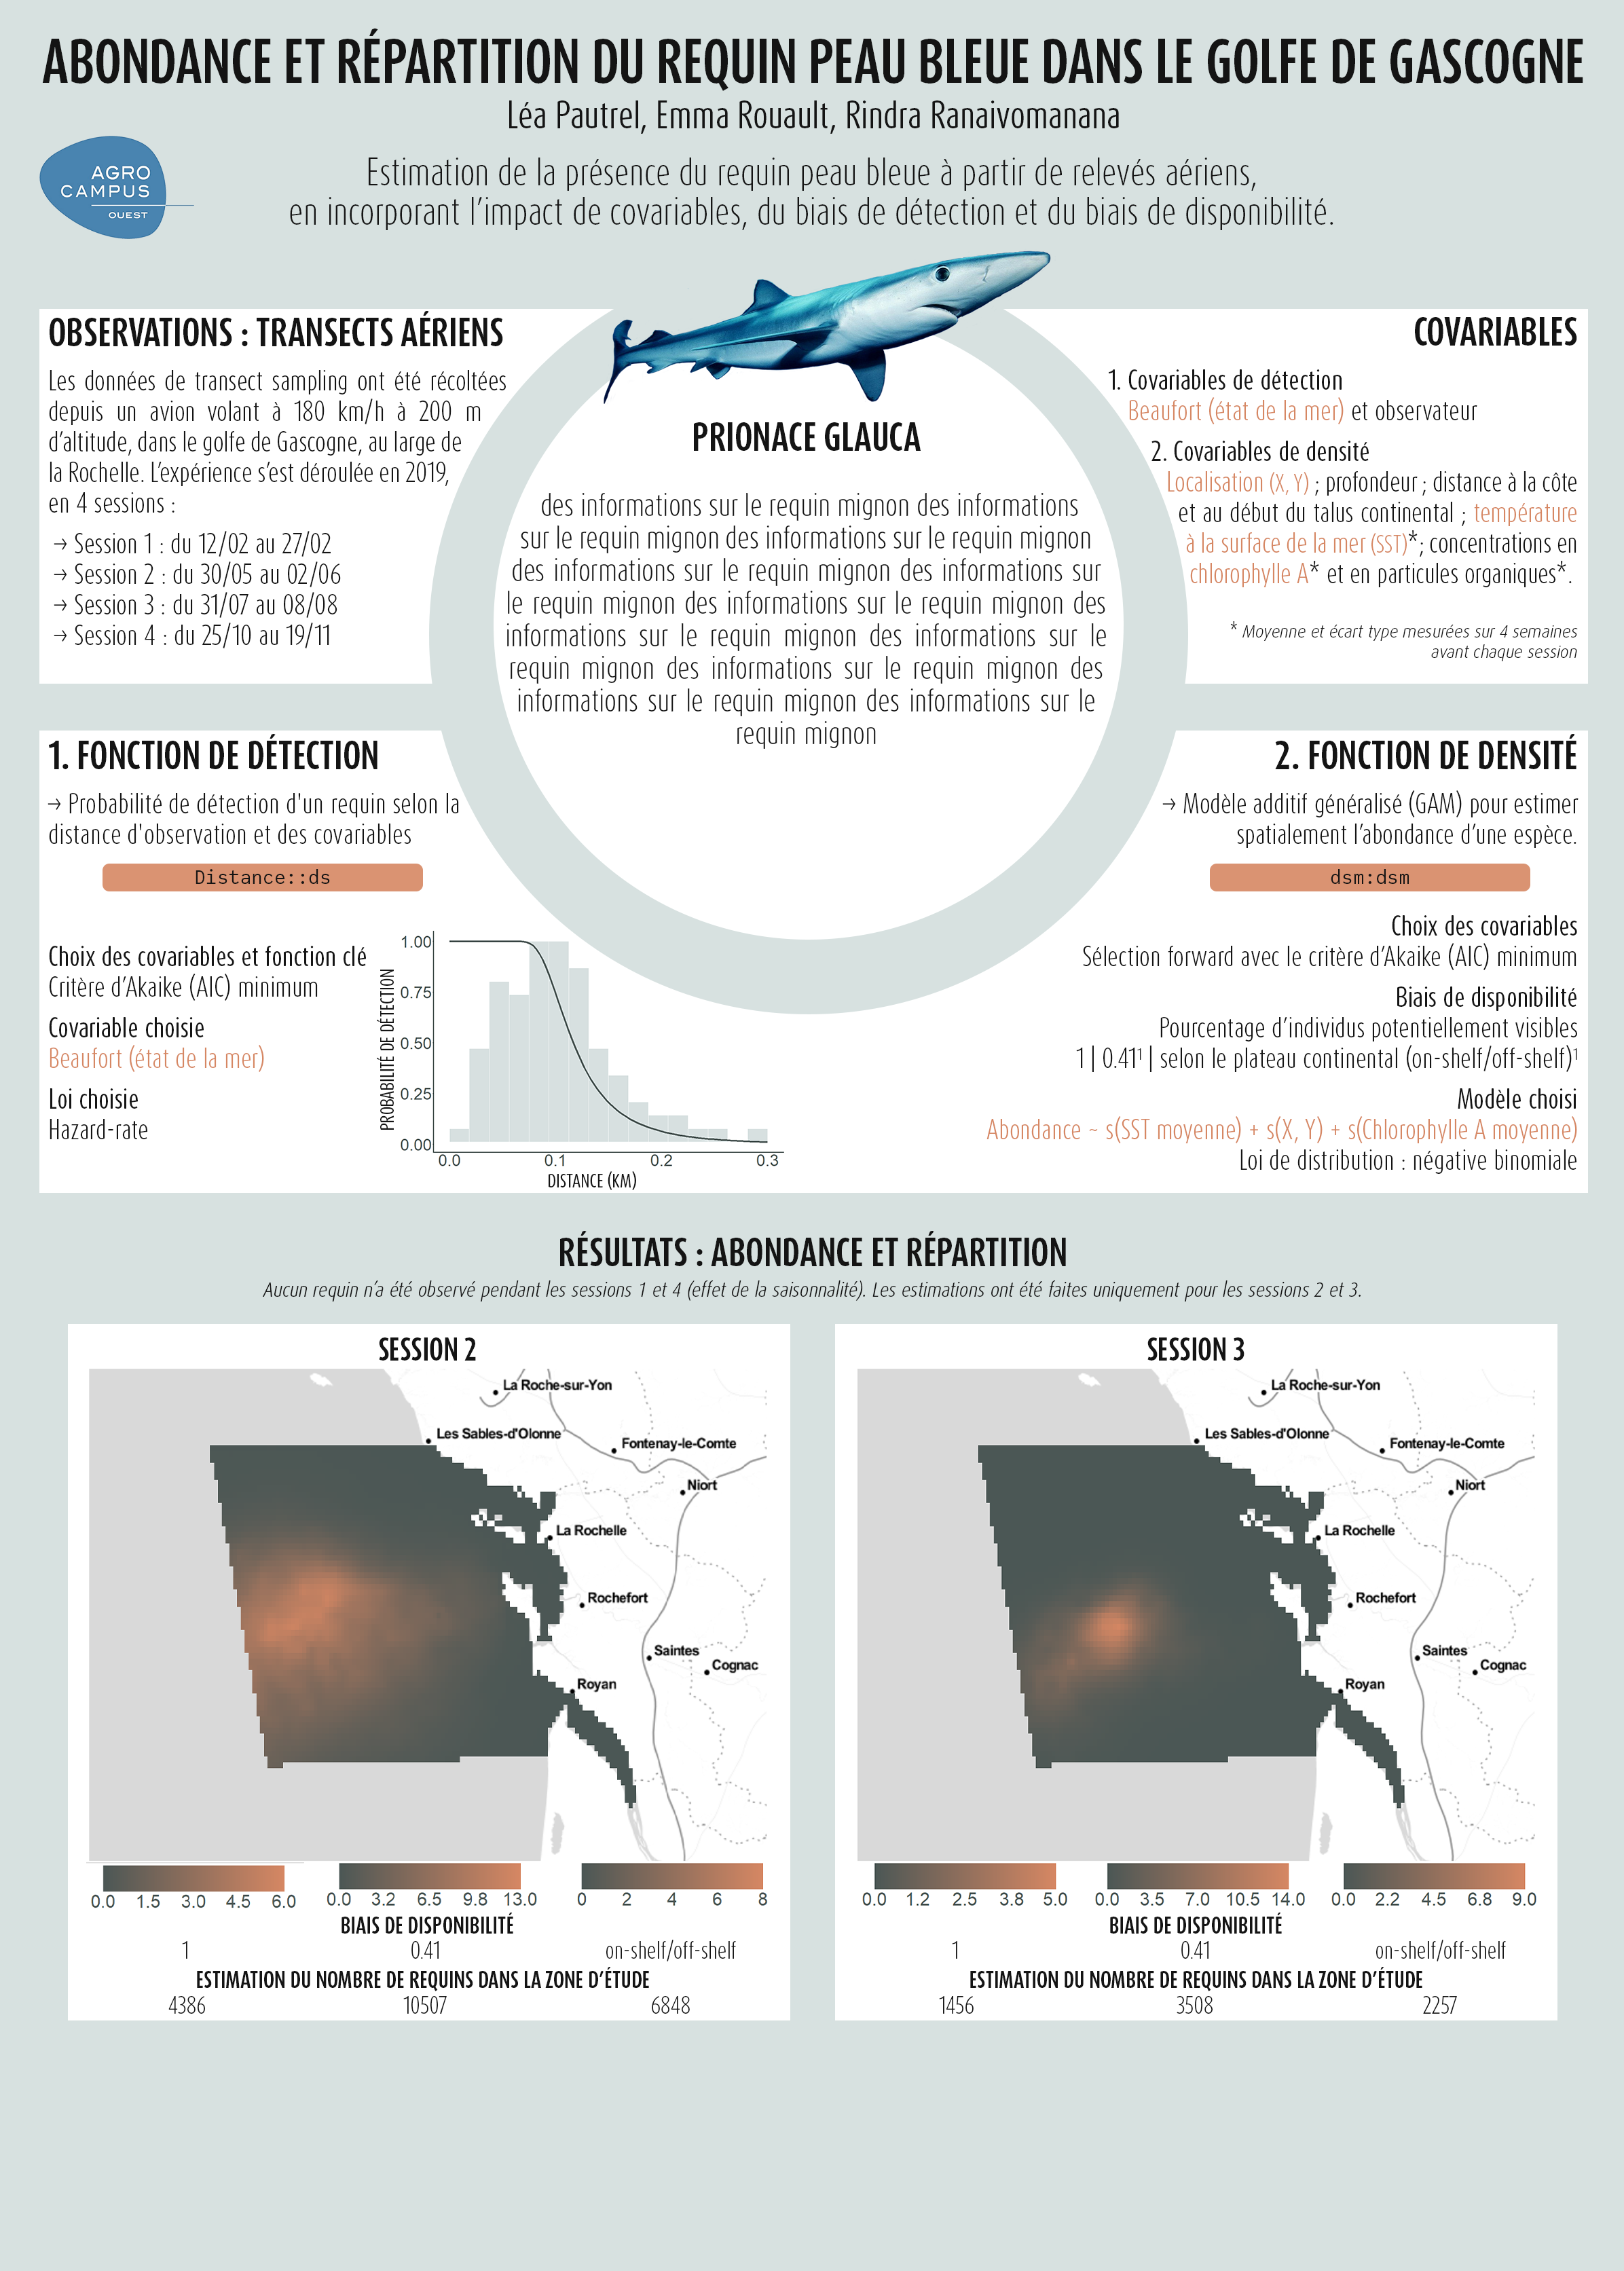 ABONDANCE ET RÉPARTITION DU REQUIN PEAU BLEUE DANS LE GOLFE DE GASCOGNE
Léa Pautrel, Emma Rouault, Rindra Ranaivomanana
AGRO
CAMPUS
OUEST
Estimation de la présence du requin peau bleue à partir de relevés aériens,
en incorporant l’impact de covariables, du biais de détection et du biais de disponibilité.
OBSERVATIONS : TRANSECTS AÉRIENS
Les données de transect sampling ont été récoltées
depuis un avion volant à 180 km/h à 200 m
d’altitude, dans le golfe de Gascogne, au large de
la Rochelle. L’expérience s’est déroulée en 2019,
en 4 sessions :
→ Session 1 : du 12/02 au 27/02
→ Session 2 : du 30/05 au 02/06
→ Session 3 : du 31/07 au 08/08
→ Session 4 : du 25/10 au 19/11
PRIONACE GLAUCA
des informations sur le requin mignon des informations
sur le requin mignon des informations sur le requin mignon
des informations sur le requin mignon des informations sur
le requin mignon des informations sur le requin mignon des
informations sur le requin mignon des informations sur le
requin mignon des informations sur le requin mignon des
informations sur le requin mignon des informations sur le
requin mignon
COVARIABLES
1. Covariables de détection
Beaufort (état de la mer) et observateur
2. Covariables de densité
Localisation (X, Y) ; profondeur ; distance à la côte
et au début du talus continental ; température
à la surface de la mer (SST)*; concentrations en
chlorophylle A* et en particules organiques*.
* Moyenne et écart type mesurées sur 4 semaines
avant chaque session
1. FONCTION DE DÉTECTION
→ Probabilité de détection d'un requin selon la
distance d'observation et des covariables
Distance::ds
Choix des covariables et fonction clé
Critère d’Akaike (AIC) minimum
Covariable choisie
Beaufort (état de la mer)
Loi choisie
Hazard-rate
PROBABILITÉ DE DÉTECTION
1.00
0.75
0.50
0.25
0.00
0.0 0.1 0.2 0.3
DISTANCE (KM)
2. FONCTION DE DENSITÉ
→ Modèle additif généralisé (GAM) pour estimer
spatialement l’abondance d’une espèce.
dsm:dsm
Choix des covariables
Sélection forward avec le critère d’Akaike (AIC) minimum
Biais de disponibilité
Pourcentage d’individus potentiellement visibles
1 | 0.41¹ | selon le plateau continental (on-shelf/off-shelf)¹
Modèle choisi
Abondance ~ s(SST moyenne) + s(X, Y) + s(Chlorophylle A moyenne)
Loi de distribution : négative binomiale
RÉSULTATS : ABONDANCE ET RÉPARTITION
Aucun requin n’a été observé pendant les sessions 1 et 4 (effet de la saisonnalité). Les estimations ont été faites uniquement pour les sessions 2 et 3.
SESSION 2
La Roche-sur-Yon
Les Sables-d'Olonne
Fontenay-le-Comte
Niort
La Rochelle
Rochefort
Saintes
Cognac
Royan
0.0 1.5 3.0 4.5 6.0 0.0 3.2 6.5 9.8 13.0 0 2 4 6 8
BIAIS DE DISPONIBILITÉ
1 0.41 on-shelf/off-shelf
ESTIMATION DU NOMBRE DE REQUINS DANS LA ZONE D’ÉTUDE
4386 10507 6848
SESSION 3
La Roche-sur-Yon
Les Sables-d'Olonne
Fontenay-le-Comte
Niort
La Rochelle
Rochefort
Saintes
Cognac
Royan
0.0 1.2 2.5 3.8 5.0 0.0 3.5 7.0 10.5 14.0 0.0 2.2 4.5 6.8 9.0
BIAIS DE DISPONIBILITÉ
1 0.41 on-shelf/off-shelf
ESTIMATION DU NOMBRE DE REQUINS DANS LA ZONE D’ÉTUDE
1456 3508 2257